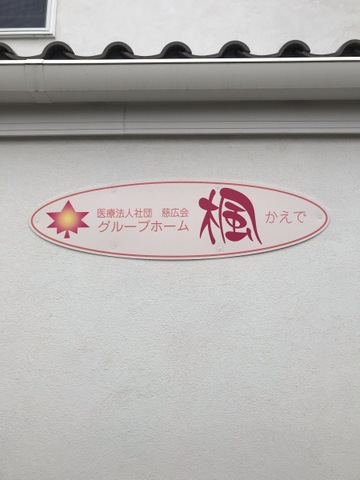 医療法人社団 慈広会
グループホーム
楓
かえで